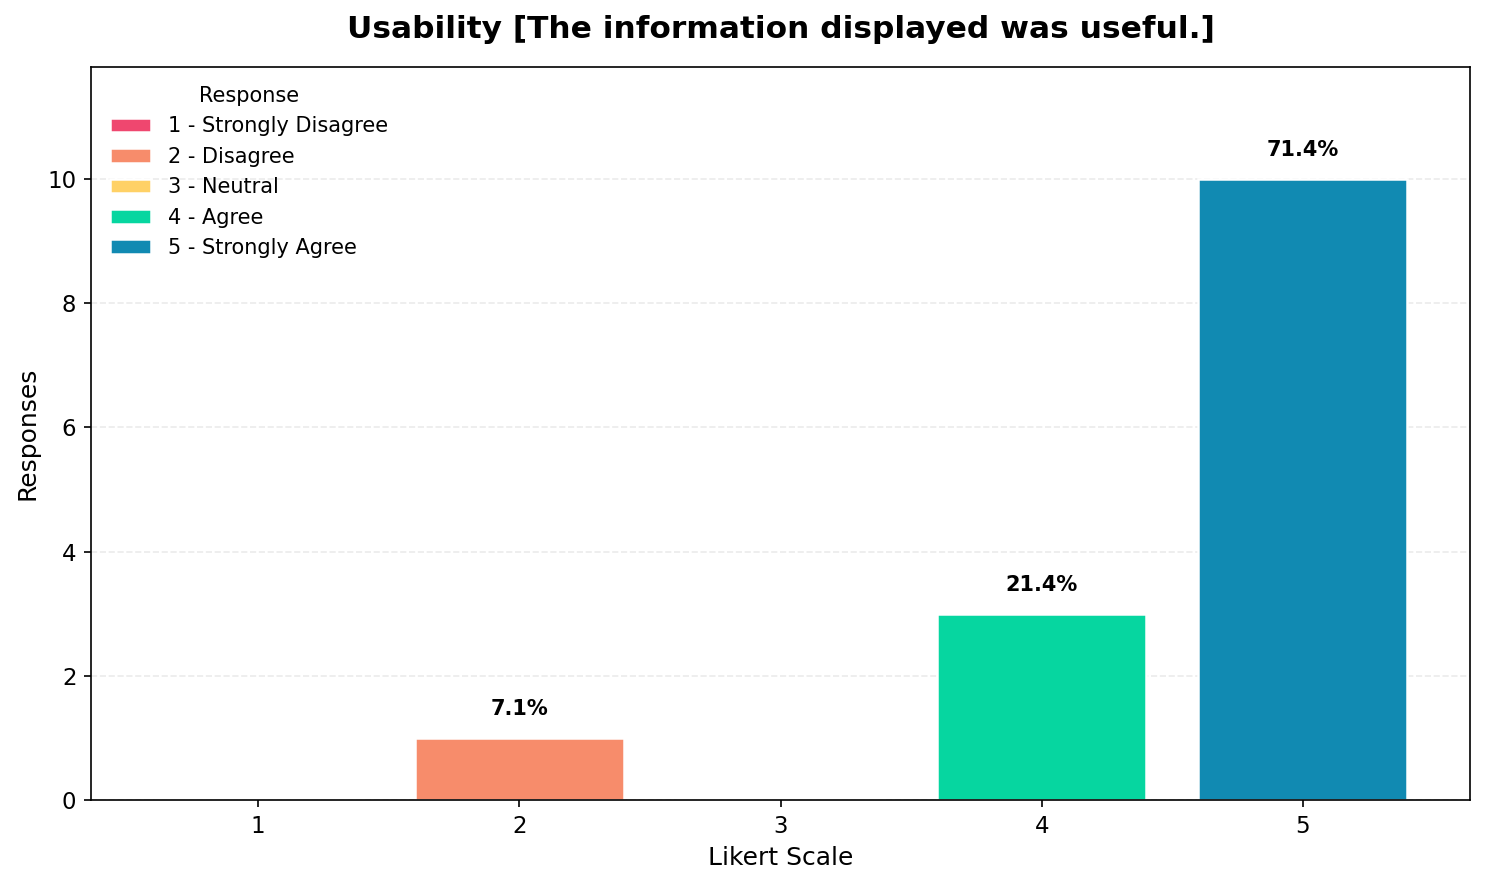 Usability [The information displayed was useful.]
Response
1 - Strongly Disagree
2 - Disagree
3 - Neutral
4 - Agree
5 - Strongly Agree
71.4%
21.4%
7.1%
Responses
10
8
6
4
2
0
1
2
3
4
5
Likert Scale